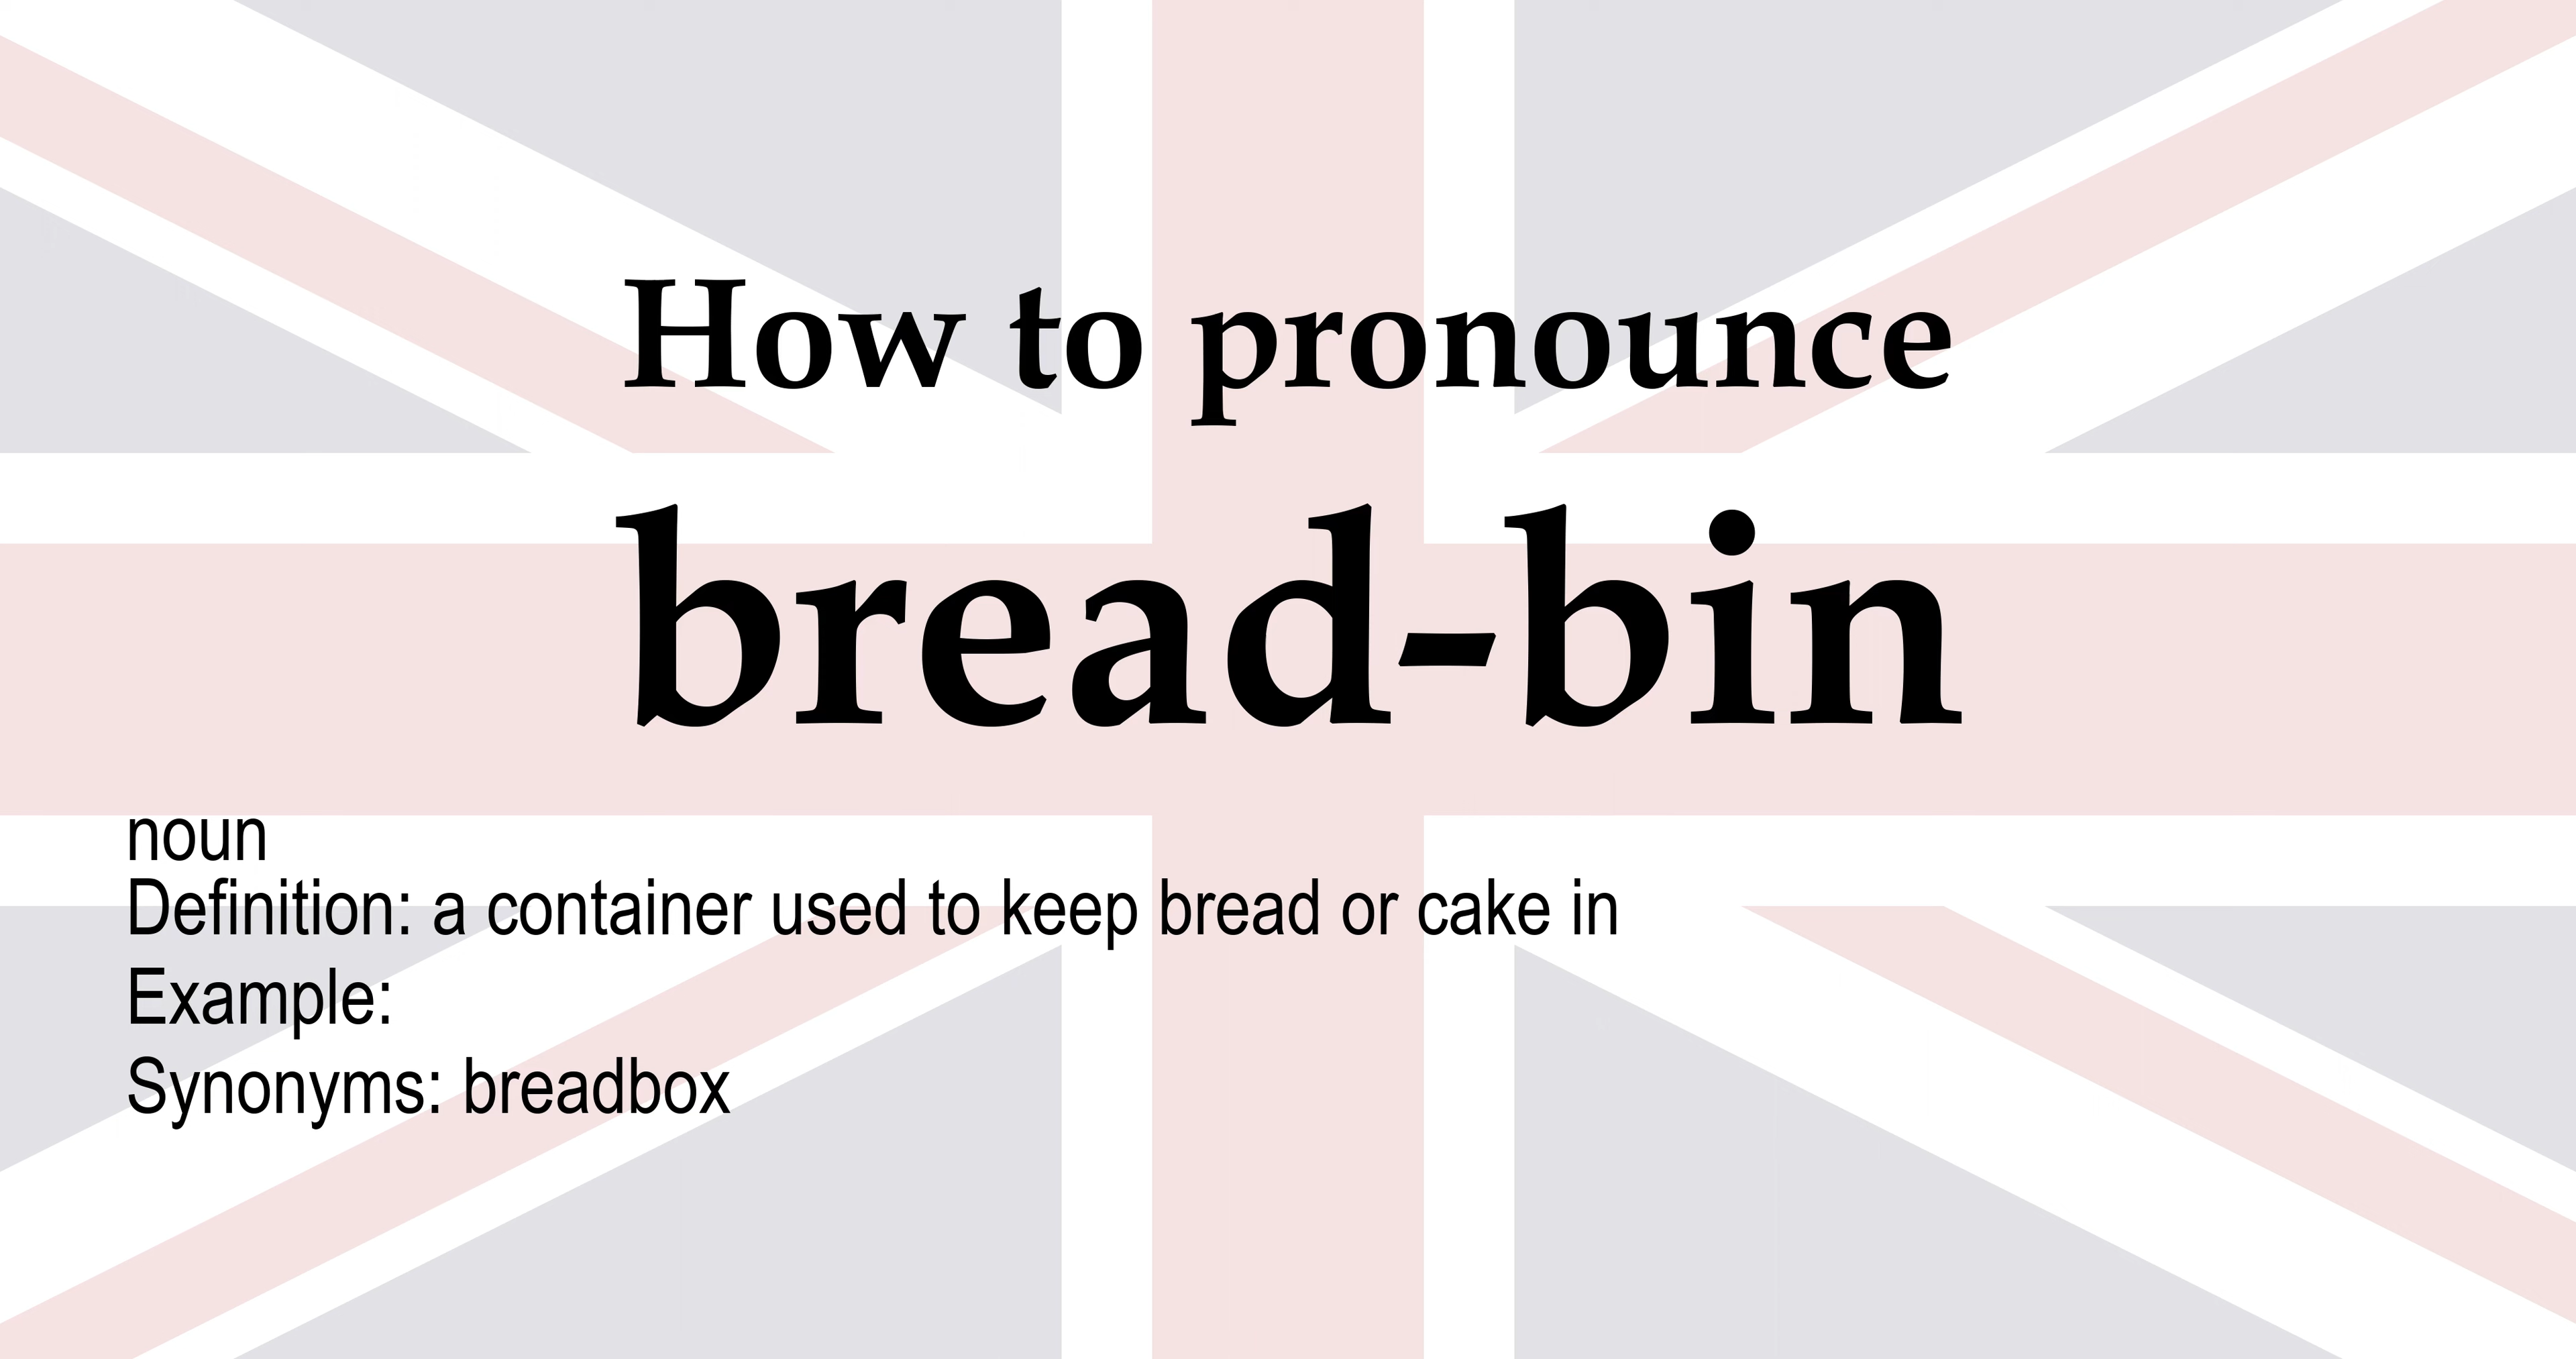 How to pronounce
bread-bin
noun
Definition: a container used to keep bread or cake in
Example:
Synonyms: breadbox